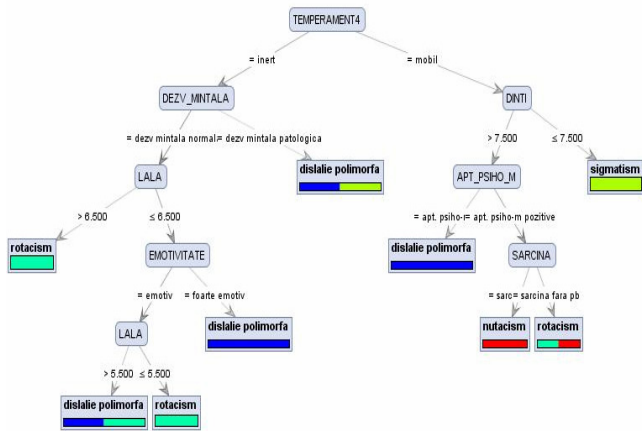 TEMPERAMENT4
= inert
= mobil
DEZV_MINTALA
DINTI
= dezv mintala normal
= dezv mintala patologica
> 7.500
≤ 7.500
LALA
dislalie polimorfa
APT_PSIHO_M
sigmatism
> 6.500
≤ 6.500
= apt. psiho-
= apt. psiho-m pozitive
rotacism
EMOTIVITATE
dislalie polimorfa
SARCINA
= emotiv
= foarte emotiv
= sarc
= sarcina fara pb
LALA
dislalie polimorfa
nutacism
rotacism
> 5.500
≤ 5.500
dislalie polimorfa
rotacism